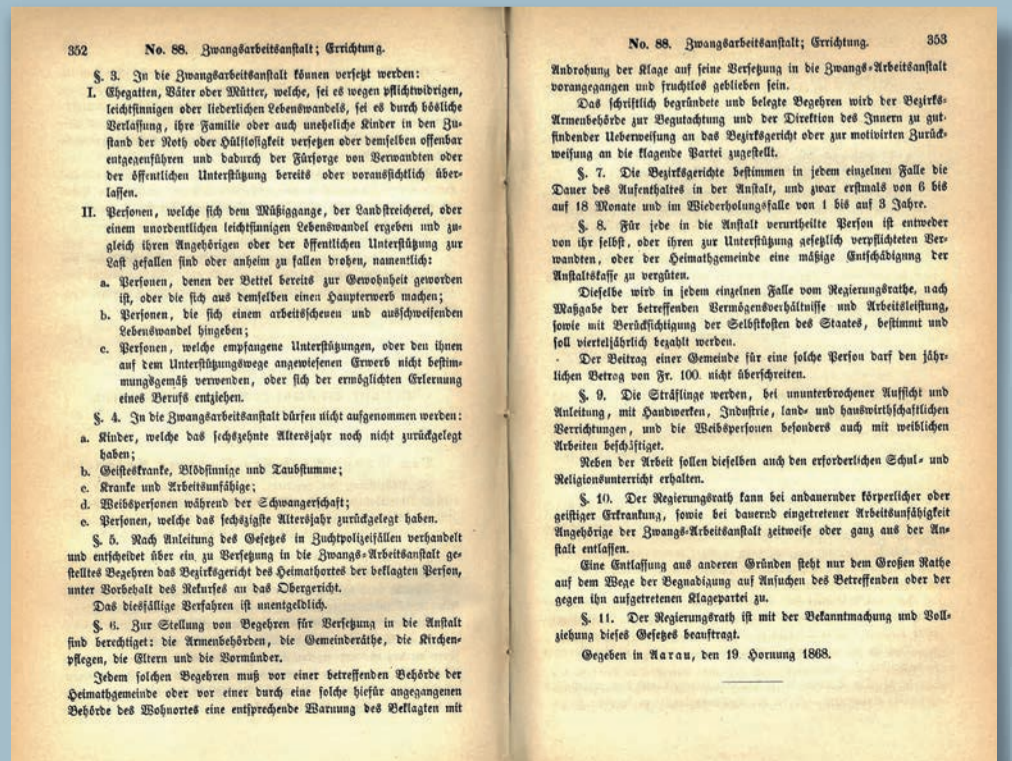 352 No. 88. Zwangsarbeitsanstalt; Errichtung.
§. 3. In die Zwangsarbeitsanstalt können versetzt werden:
I. Ehegatten, Väter oder Mütter, welche, sei es wegen pflichtwidrigen,
leichtsinnigen oder liederlichen Lebenswandels, sei es durch bösliche
Verlassung, ihre Familie oder auch uneheliche Kinder in den Zu-
stand der Noth oder Hülflosigkeit versetzen oder demselben offenbar
entgegenführen und dadurch der Fürsorge von Verwandten oder
der öffentlichen Unterstützung bereits oder voraussichtlich über-
lassen.
II. Personen, welche sich dem Müßiggange, der Landstreicherei, oder
einem unordentlichen leichtsinnigen Lebenswandel ergeben und zu-
gleich ihren Angehörigen oder der öffentlichen Unterstützung zur
Last gefallen sind oder anheim zu fallen drohen, namentlich:
a. Personen, denen der Bettel bereits zur Gewohnheit geworden
ist, oder die sich aus demselben einen Haupterwerb machen;
b. Personen, die sich einem arbeitsscheuen und ausschweifenden
Lebenswandel hingeben;
c. Personen, welche empfangene Unterstützungen, oder den ihnen
auf dem Unterstützungswege angewiesenen Erwerb nicht bestim-
mungsgemäß verwenden, oder sich der ermöglichten Erlernung
eines Berufs entziehen.
§. 4. In die Zwangsarbeitsanstalt dürfen nicht aufgenommen werden:
a. Kinder, welche das sechszehnte Altersjahr noch nicht zurückgelegt
haben;
b. Geisteskranke, Blödsinnige und Taubstumme;
c. Kranke und Arbeitsunfähige;
d. Weibspersonen während der Schwangerschaft;
e. Personen, welche das sechszigste Altersjahr zurückgelegt haben.
§. 5. Nach Anleitung des Gesetzes in Zuchtpolizeifällen verhandelt
und entscheidet über ein zu Versetzung in die Zwangs-Arbeitsanstalt ge-
stelltes Begehren das Bezirksgericht des Heimathortes der beklagten Person,
unter Vorbehalt des Rekurses an das Obergericht.
Das diesfällige Verfahren ist unentgeldlich.
§. 6. Zur Stellung von Begehren für Versetzung in die Anstalt
sind berechtiget: die Armenbehörden, die Gemeinderäthe, die Kirchen-
pflegen, die Eltern und die Vormünder.
Jedem solchen Begehren muß vor einer betreffenden Behörde der
Heimathgemeinde oder vor einer durch eine solche hiefür angegangenen
Behörde des Wohnortes eine entsprechende Warnung des Beklagten mit
No. 88. Zwangsarbeitsanstalt; Errichtung. 353
Androhung der Klage auf seine Versetzung in die Zwangs-Arbeitsanstalt
vorangegangen und fruchtlos geblieben sein.
Das schriftlich begründete und belegte Begehren wird der Bezirks-
Armenbehörde zur Begutachtung und der Direktion des Innern zu gut-
findender Ueberweisung an das Bezirksgericht oder zur motivirten Zurück-
weisung an die klagende Partei zugestellt.
§. 7. Die Bezirksgerichte bestimmen in jedem einzelnen Falle die
Dauer des Aufenthaltes in der Anstalt, und zwar erstmals von 6 bis
auf 18 Monate und im Wiederholungsfalle von 1 bis auf 3 Jahre.
§. 8. Für jede in die Anstalt verurtheilte Person ist entweder
von ihr selbst, oder ihren zur Unterstützung gesetzlich verpflichteten Ver-
wandten, oder der Heimathgemeinde eine mäßige Entschädigung der
Anstaltskasse zu vergüten.
Dieselbe wird in jedem einzelnen Falle vom Regierungsrathe, nach
Maßgabe der betreffenden Vermögensverhältnisse und Arbeitsleistung,
sowie mit Berücksichtigung der Selbstkosten des Staates, bestimmt und
soll vierteljährlich bezahlt werden.
Der Beitrag einer Gemeinde für eine solche Person darf den jähr-
lichen Betrag von Fr. 100. nicht überschreiten.
§. 9. Die Sträflinge werden, bei ununterbrochener Aufsicht und
Anleitung, mit Handwerken, Industrie, land- und hauswirthschaftlichen
Verrichtungen, und die Weibspersonen besonders auch mit weiblichen
Arbeiten beschäftiget.
Neben der Arbeit sollen dieselben auch den erforderlichen Schul- und
Religionsunterricht erhalten.
§. 10. Der Regierungsrath kann bei andauernder körperlicher oder
geistiger Erkrankung, sowie bei dauernd eingetretener Arbeitsunfähigkeit
Angehörige der Zwangs-Arbeitsanstalt zeitweise oder ganz aus der An-
stalt entlassen.
Eine Entlassung aus anderen Gründen steht nur dem Großen Rathe
auf dem Wege der Begnadigung auf Ansuchen des Betreffenden oder der
gegen ihn aufgetretenen Klagepartei zu.
§. 11. Der Regierungsrath ist mit der Bekanntmachung und Voll-
ziehung dieses Gesetzes beauftragt.
Gegeben in Aarau, den 19. Hornung 1868.